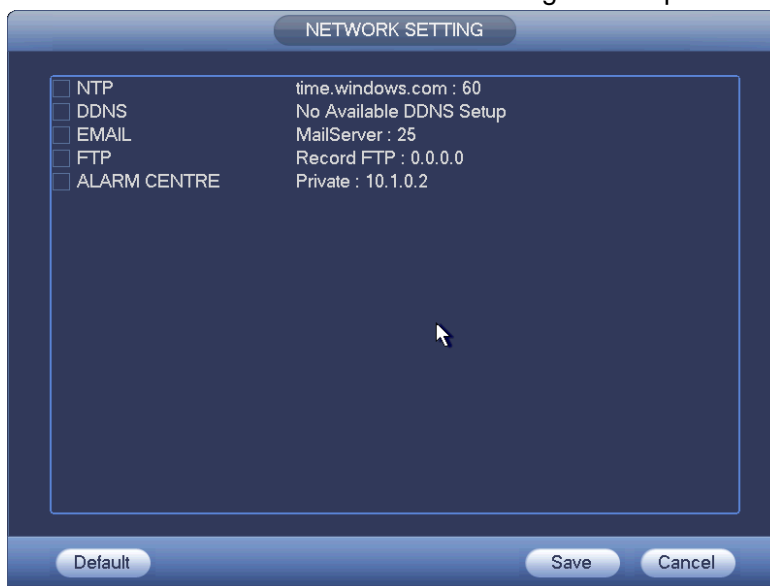 NETWORK SETTING
NTP time.windows.com : 60
DDNS No Available DDNS Setup
EMAIL MailServer : 25
FTP Record FTP : 0.0.0.0
ALARM CENTRE Private : 10.1.0.2
Default Save Cancel